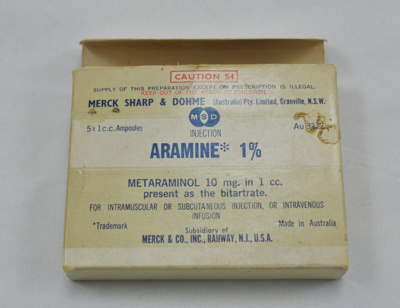 CAUTION S4
SUPPLY OF THIS PREPARATION EXCEPT ON PRESCRIPTION IS ILLEGAL.
KEEP OUT OF THE REACH OF CHILDREN.
MERCK SHARP & DOHME (Australia) Pty. Limited, Granville, N.S.W.
5 x 1 c.c. Ampoules
MSD
Au
INJECTION
ARAMINE* 1%
METARAMINOL 10 mg. in 1 cc.
present as the bitartrate.
FOR INTRAMUSCULAR OR SUBCUTANEOUS INJECTION, OR INTRAVENOUS
INFUSION
*Trademark
Made in Australia
Subsidiary of
MERCK & CO., INC., RAHWAY, N.J., U.S.A.